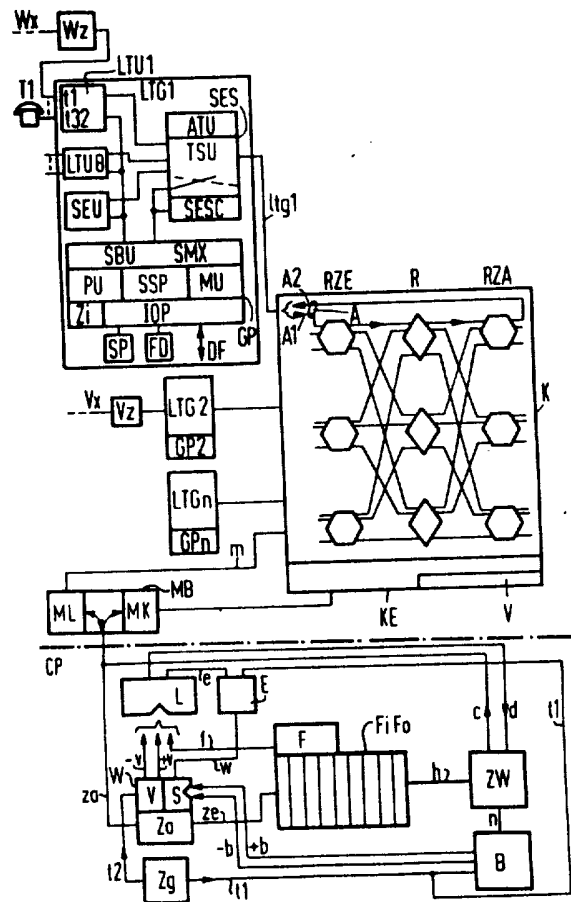 Wx
Wz
LTU1
T1
t1
LTG1
SES
t32
ATU
TSU
LTU8
SEU
SESC
ltg1
SBU SMX
PU SSP MU
Zi IOP
GP
SP FD DF
A2 RZE R RZA
A1
A
K
Vx
Vz
LTG2
GP2
LTGn
GPn
m
ML MK
MB
KE
V
CP
L
e
E
c
d
t1
f
w
F
FiFo
-v
+v
W
V S
h
ZW
za
Za
ze
n
-b
+b
B
t2
Zg
t1